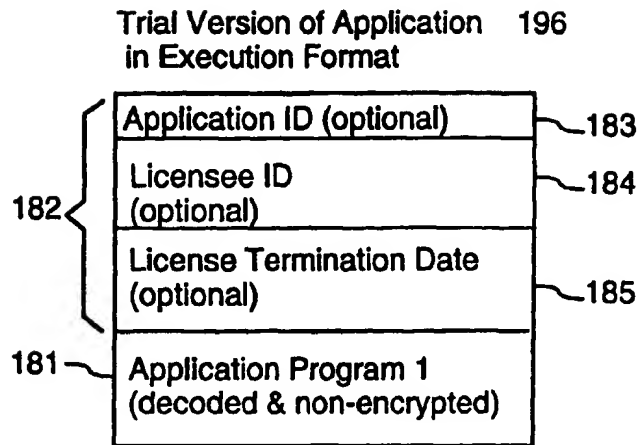 Trial Version of Application 196
in Execution Format
Application ID (optional)
183
Licensee ID
(optional)
184
182
License Termination Date
(optional)
185
181
Application Program 1
(decoded & non-encrypted)